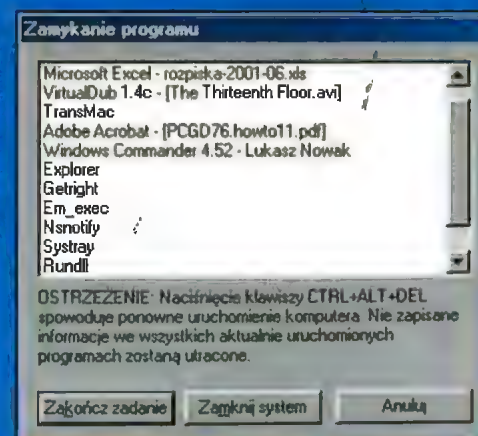 Zamykanie programu
Microsoft Excel - rozpiska-2001-06.xls
VirtualDub 1.4c - [The Thirteenth Floor.avi]
TransMac
Adobe Acrobat - [PCGD76.howto11.pdf]
Windows Commander 4.52 - Lukasz Nowak
Explorer
Getright
Em_exec
Nsnotify
Systray
Rundll
OSTRZEŻENIE: Naciśnięcie klawiszy CTRL+ALT+DEL
spowoduje ponowne uruchomienie komputera. Nie zapisane
informacje we wszystkich aktualnie uruchomionych
programach zostaną utracone.
Zakończ zadanie
Zamknij system
Anuluj